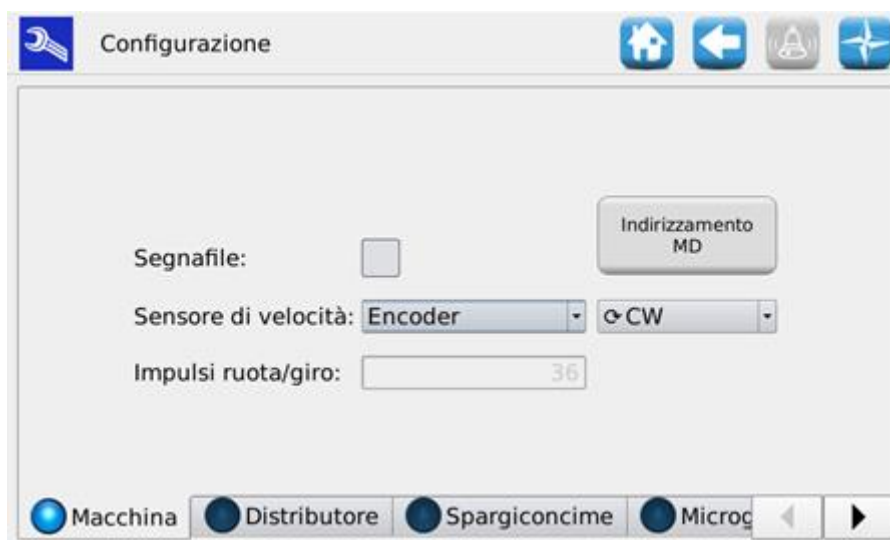 Configurazione
Indirizzamento
MD
Segnafile:
Sensore di velocità: Encoder ⟳ CW
Impulsi ruota/giro: 36
Macchina Distributore Spargiconcime Microg